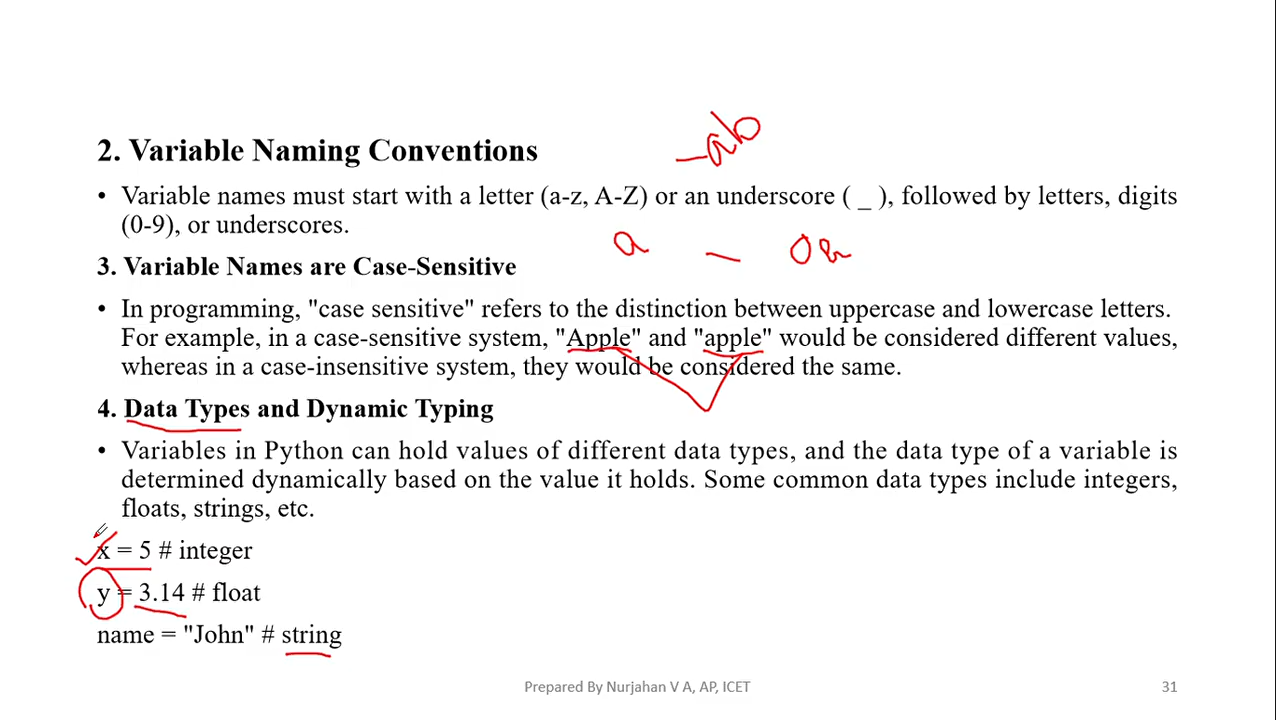 -ab
2. Variable Naming Conventions
• Variable names must start with a letter (a-z, A-Z) or an underscore ( _ ), followed by letters, digits
(0-9), or underscores.
a _
3. Variable Names are Case-Sensitive
• In programming, "case sensitive" refers to the distinction between uppercase and lowercase letters.
For example, in a case-sensitive system, "Apple" and "apple" would be considered different values,
whereas in a case-insensitive system, they would be considered the same.
4. Data Types and Dynamic Typing
• Variables in Python can hold values of different data types, and the data type of a variable is
determined dynamically based on the value it holds. Some common data types include integers,
floats, strings, etc.
x = 5 # integer
y = 3.14 # float
name = "John" # string
Prepared By Nurjahan V A, AP, ICET 31